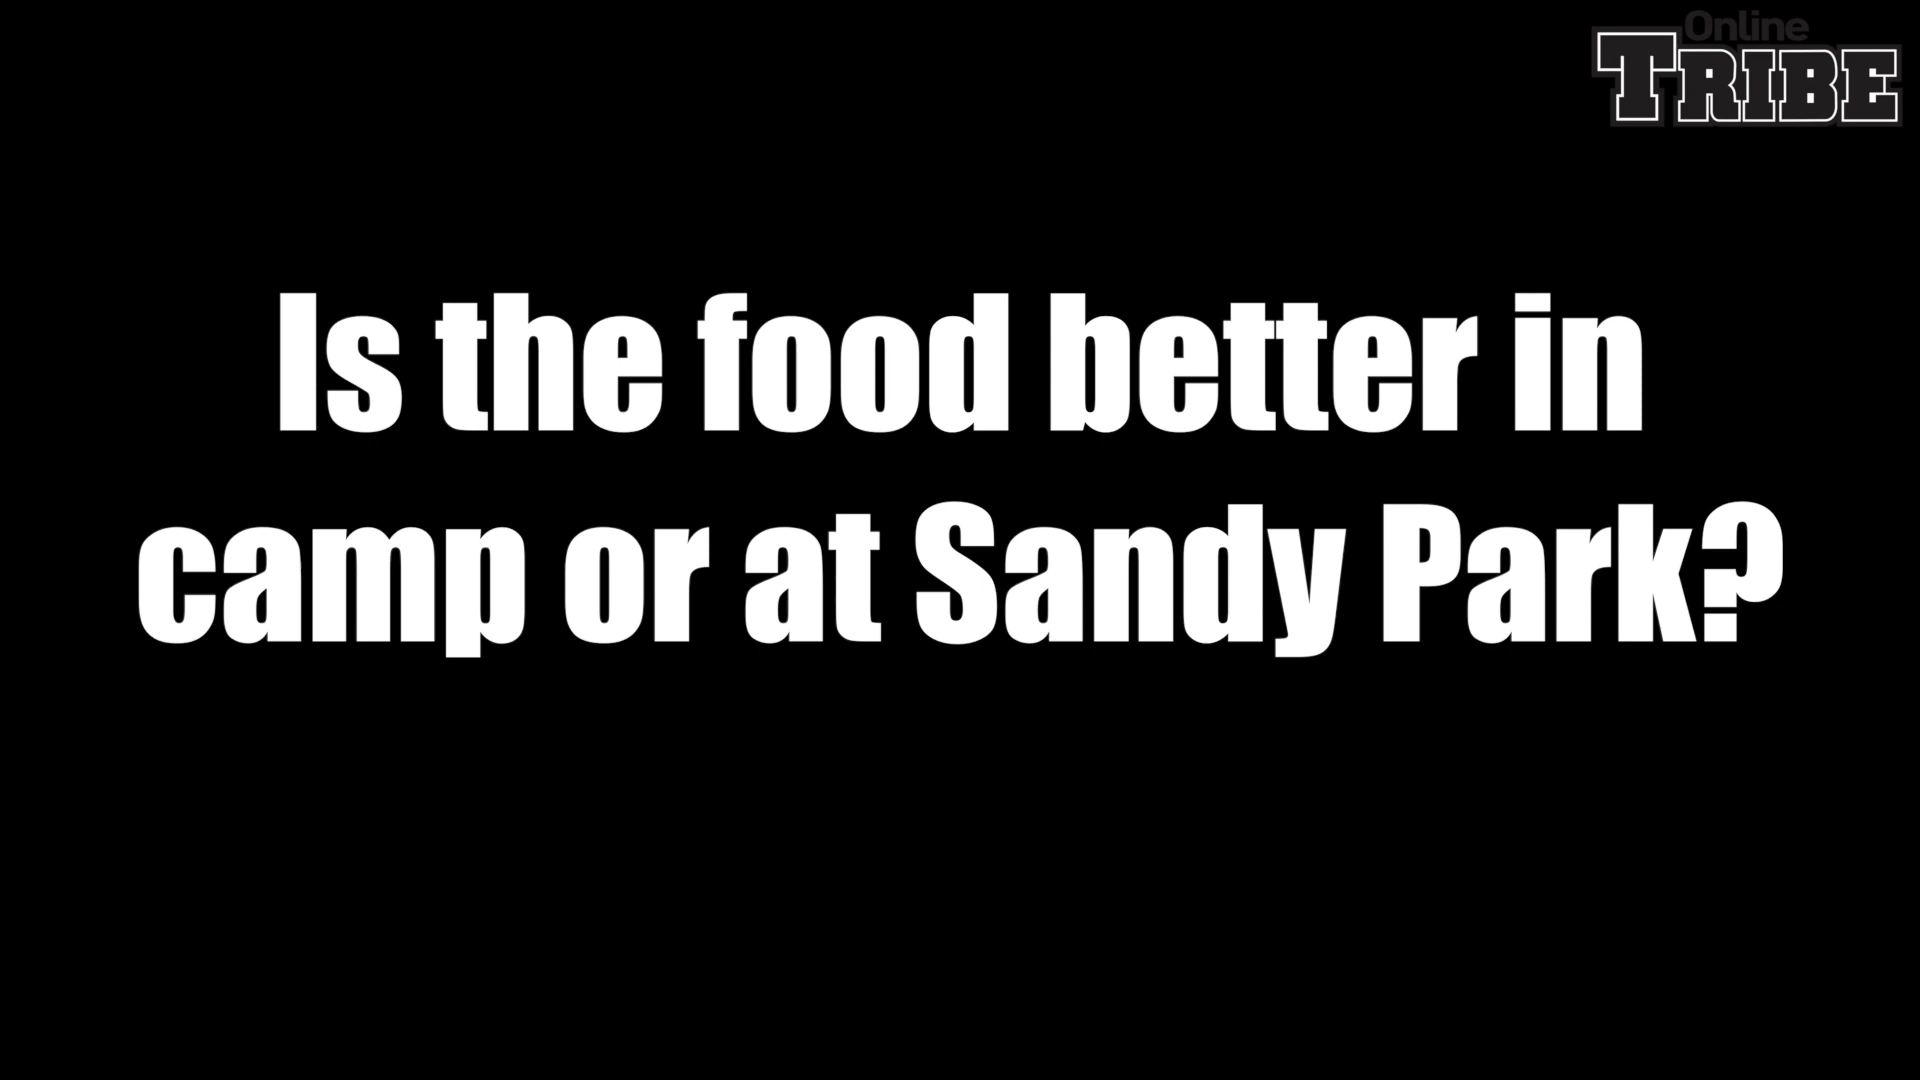 Online
TRIBE
Is the food better in
camp or at Sandy Park?